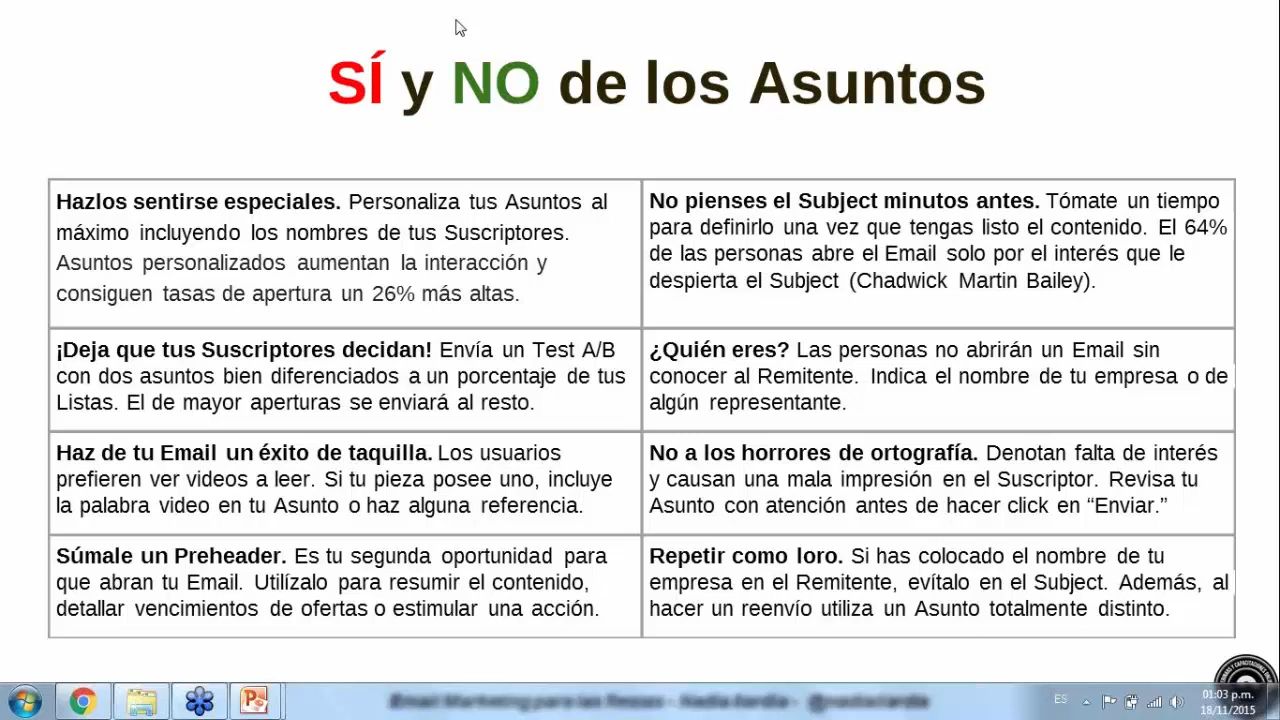 SÍ y NO de los Asuntos
Hazlos sentirse especiales. Personaliza tus Asuntos al
máximo incluyendo los nombres de tus Suscriptores.
Asuntos personalizados aumentan la interacción y
consiguen tasas de apertura un 26% más altas.
No pienses el Subject minutos antes. Tómate un tiempo
para definirlo una vez que tengas listo el contenido. El 64%
de las personas abre el Email solo por el interés que le
despierta el Subject (Chadwick Martin Bailey).
¡Deja que tus Suscriptores decidan! Envía un Test A/B
con dos asuntos bien diferenciados a un porcentaje de tus
Listas. El de mayor aperturas se enviará al resto.
¿Quién eres? Las personas no abrirán un Email sin
conocer al Remitente. Indica el nombre de tu empresa o de
algún representante.
Haz de tu Email un éxito de taquilla. Los usuarios
prefieren ver videos a leer. Si tu pieza posee uno, incluye
la palabra video en tu Asunto o haz alguna referencia.
No a los horrores de ortografía. Denotan falta de interés
y causan una mala impresión en el Suscriptor. Revisa tu
Asunto con atención antes de hacer click en “Enviar.”
Súmale un Preheader. Es tu segunda oportunidad para
que abran tu Email. Utilízalo para resumir el contenido,
detallar vencimientos de ofertas o estimular una acción.
Repetir como loro. Si has colocado el nombre de tu
empresa en el Remitente, evítalo en el Subject. Además, al
hacer un reenvío utiliza un Asunto totalmente distinto.
Email Marketing
ES
01:03 p.m.
18/11/2015